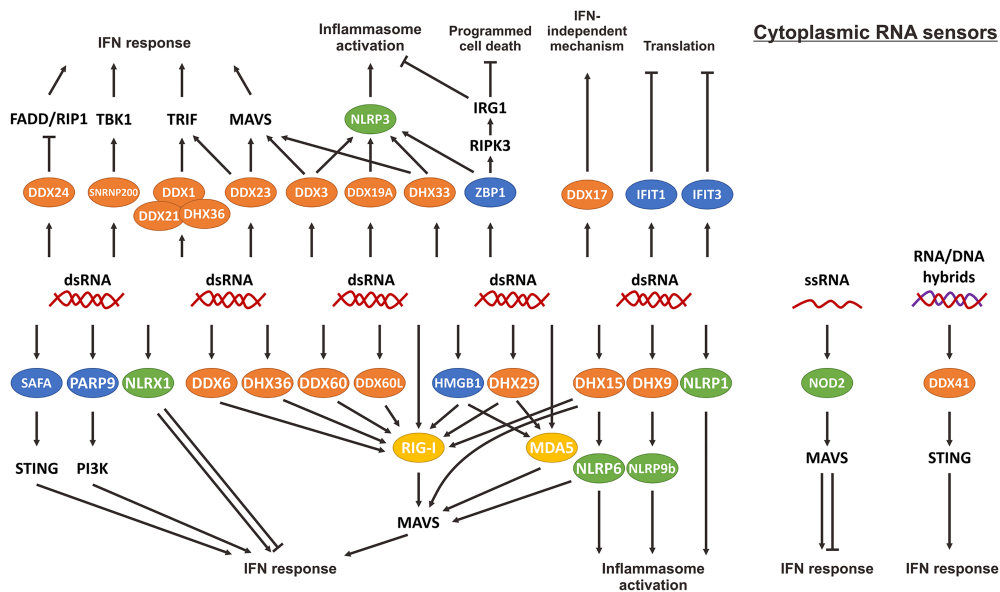 Cytoplasmic RNA sensors
IFN response
Inflammasome
activation
Programmed
cell death
IFN-
independent
mechanism
Translation
FADD/RIP1
TBK1
TRIF
MAVS
NLRP3
IRG1
RIPK3
DDX24
SNRNP200
DDX1
DDX21
DHX36
DDX23
DDX3
DDX19A
DHX33
ZBP1
DDX17
IFIT1
IFIT3
dsRNA
dsRNA
dsRNA
dsRNA
dsRNA
ssRNA
RNA/DNA
hybrids
SAFA
PARP9
NLRX1
DDX6
DHX36
DDX60
DDX60L
HMGB1
DHX29
DHX15
DHX9
NLRP1
NOD2
DDX41
RIG-I
MDA5
STING
PI3K
NLRP6
NLRP9b
MAVS
STING
MAVS
IFN response
Inflammasome
activation
IFN response
IFN response